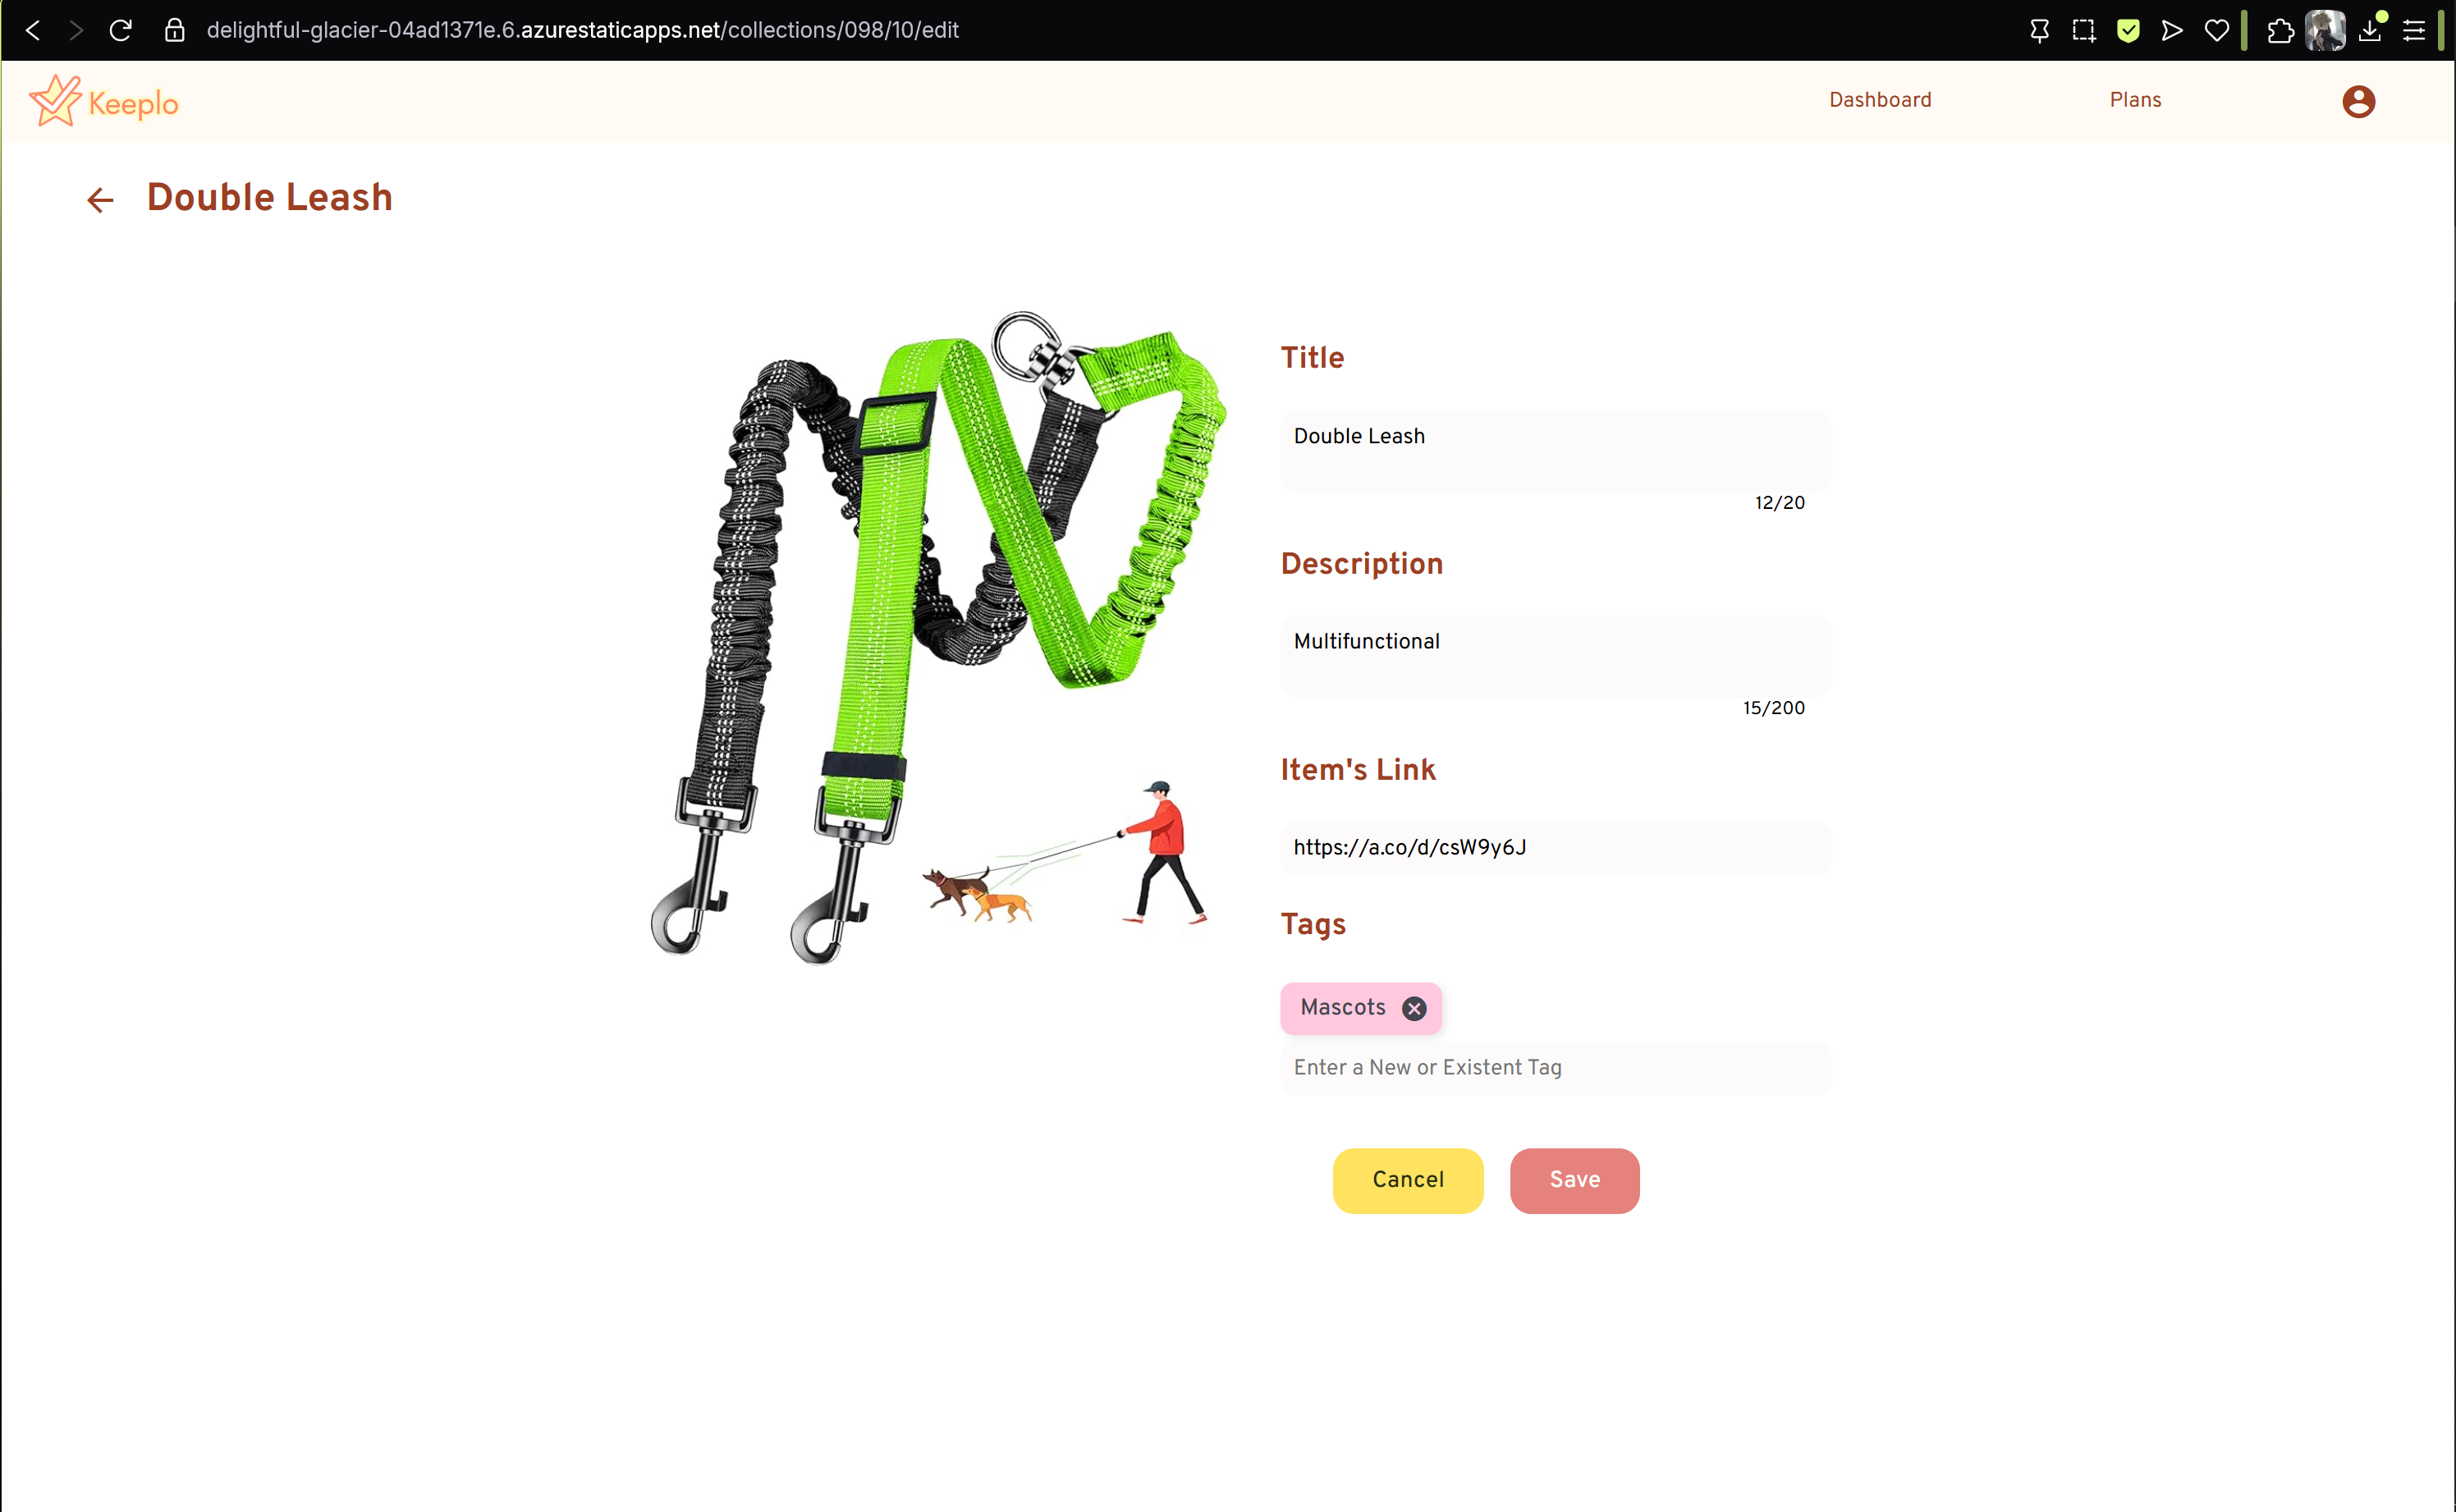 delightful-glacier-04ad1371e.6.azurestaticapps.net/collections/098/10/edit
Keeplo
Dashboard
Plans
Double Leash
Title
Double Leash
12/20
Description
Multifunctional
15/200
Item's Link
https://a.co/d/csW9y6J
Tags
Mascots
Enter a New or Existent Tag
Cancel
Save